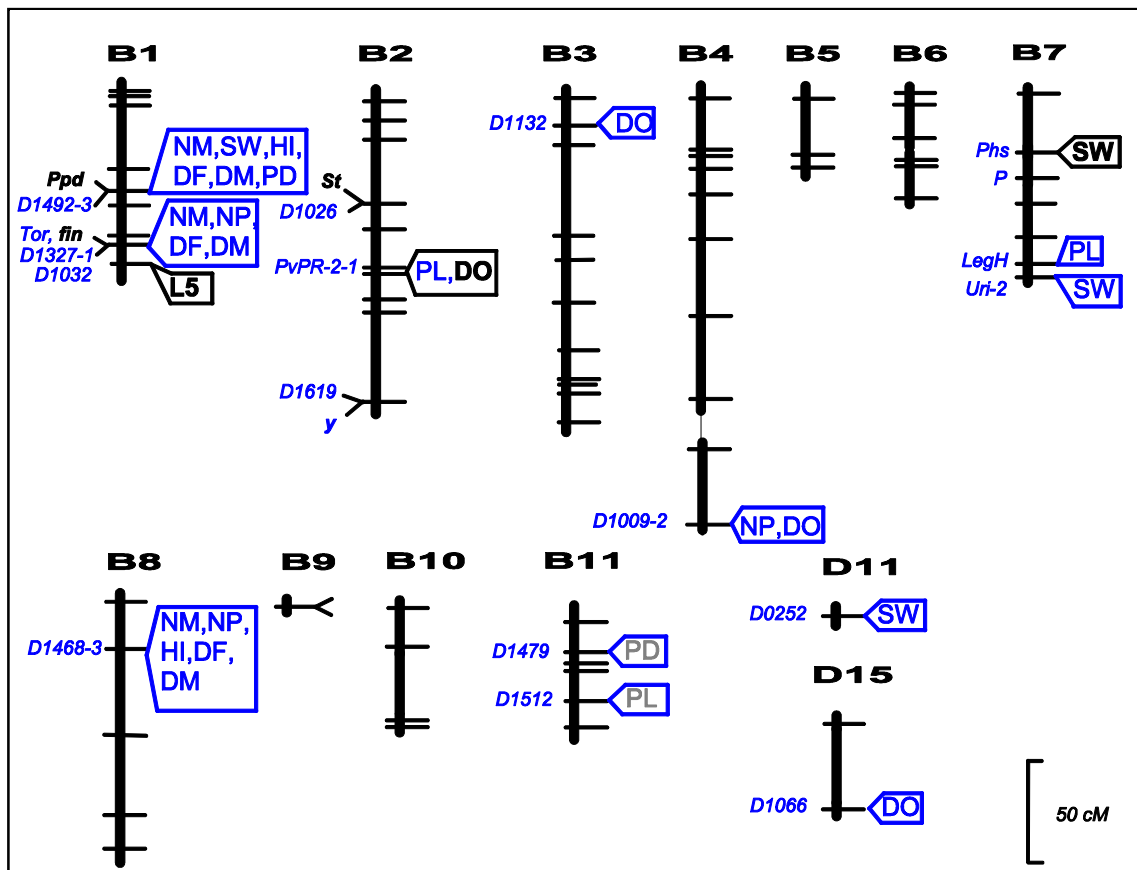 B1
B2
B3
B4
B5
B6
B7
D1132
DO
NM,SW,HI,
DF,DM,PD
Ppd
D1492-3
NM,NP,
DF,DM
Tor, fin
D1327-1
D1032
L5
St
D1026
PvPR-2-1
PL,DO
D1619
y
Phs
SW
P
LegH
PL
Uri-2
SW
D1009-2
NP,DO
B8
B9
B10
B11
D11
D1468-3
NM,NP,
HI,DF,
DM
D1479
PD
D1512
PL
D0252
SW
D15
D1066
DO
50 cM